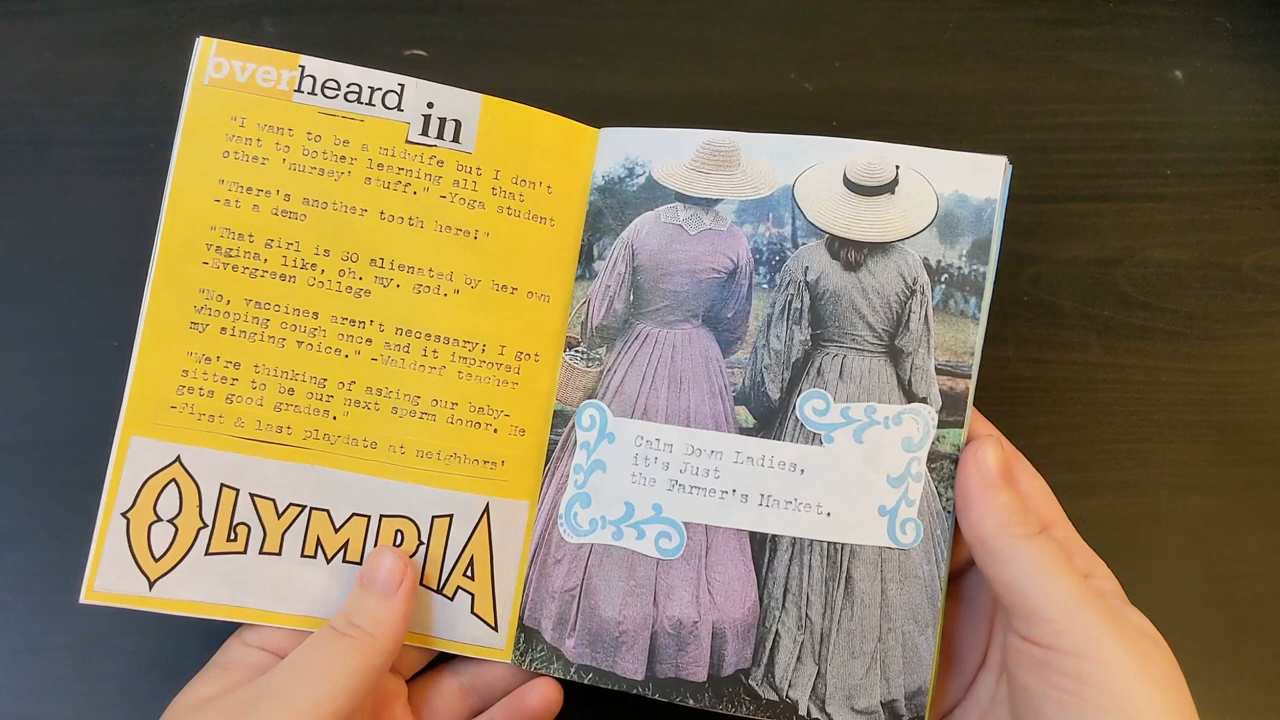 overheard in
"I want to be a midwife but I don't
want to bother learning all that
other 'nursey' stuff." -Yoga student
"There's another tooth here!"
-at a demo
"That girl is SO alienated by her own
vagina, like, oh. my. god."
-Evergreen College
"No, vaccines aren't necessary; I got
whooping cough once and it improved
my singing voice." -Waldorf teacher
"We're thinking of asking our baby-
sitter to be our next sperm donor. He
gets good grades."
-First & last playdate at neighbors'
OLYMPIA
Calm Down Ladies,
it's Just
the Farmer's Market.